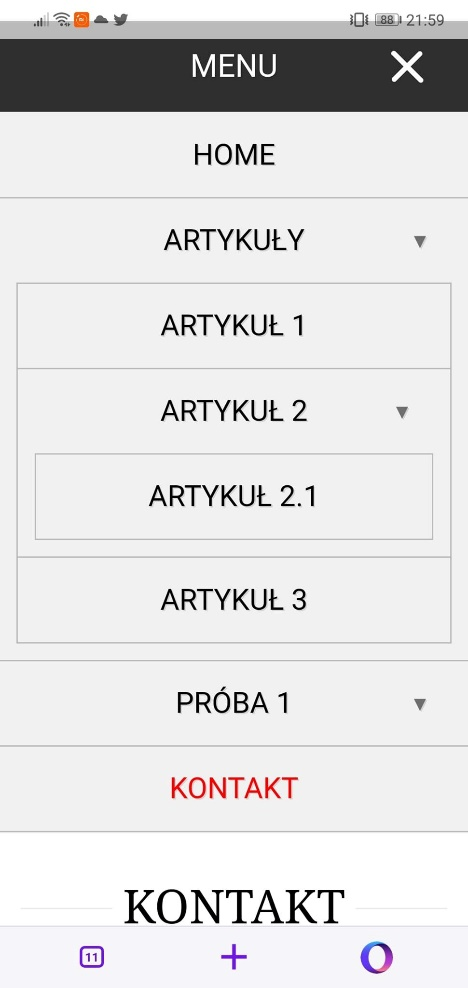 88 21:59
MENU
HOME
ARTYKUŁY
ARTYKUŁ 1
ARTYKUŁ 2
ARTYKUŁ 2.1
ARTYKUŁ 3
PRÓBA 1
KONTAKT
KONTAKT
11